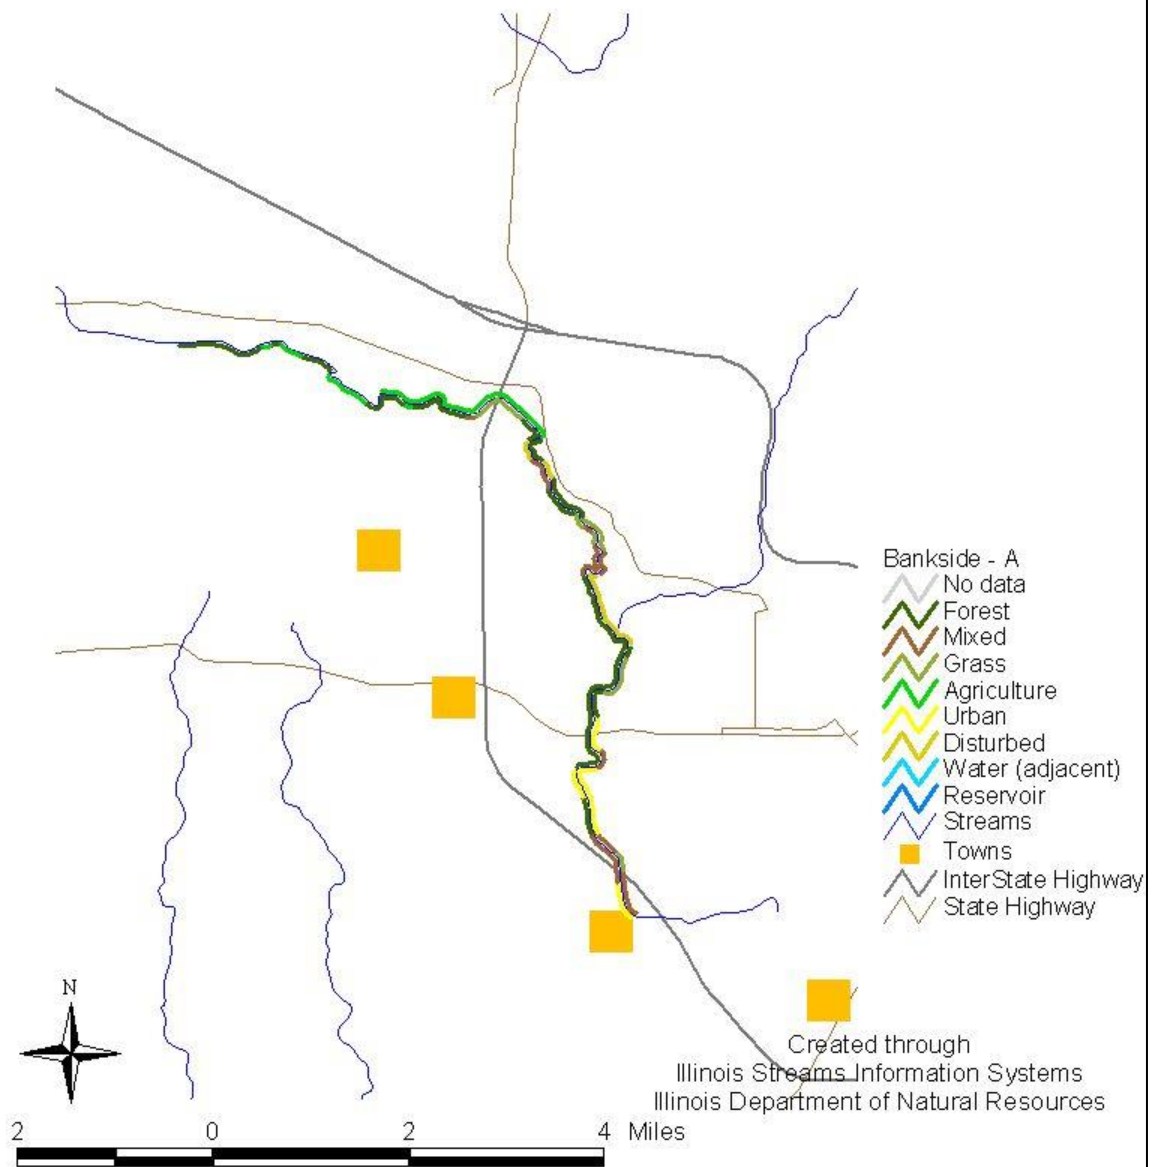 Bankside - A
No data
Forest
Mixed
Grass
Agriculture
Urban
Disturbed
Water (adjacent)
Reservoir
Streams
Towns
InterState Highway
State Highway
N
Created through
Illinois Streams Information Systems
Illinois Department of Natural Resources
2 0 2 4 Miles